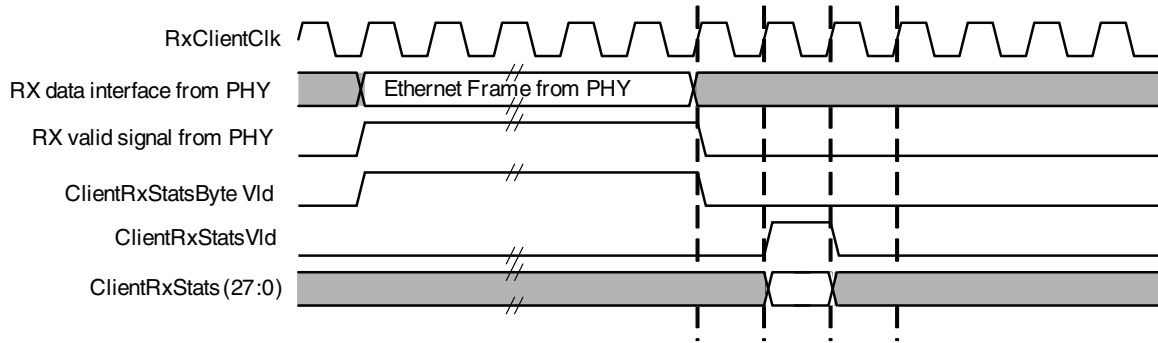 RxClientClk
RX data interface from PHY
Ethernet Frame from PHY
RX valid signal from PHY
ClientRxStatsByte Vld
ClientRxStatsVld
ClientRxStats (27:0)